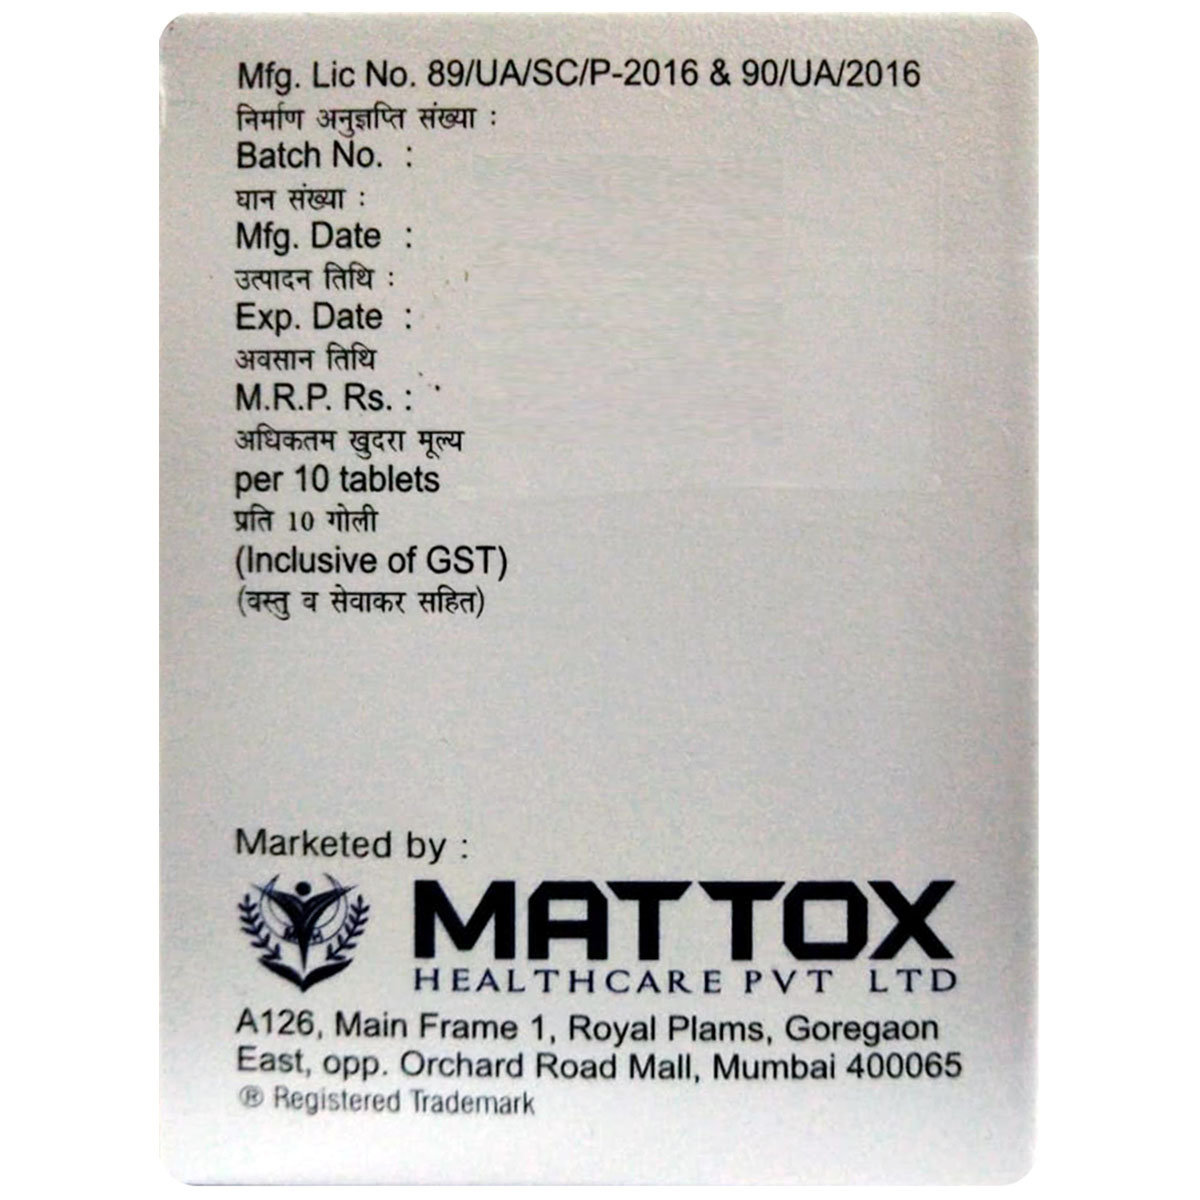 Mfg. Lic No. 89/UA/SC/P-2016 & 90/UA/2016
निर्माण अनुज्ञप्ति संख्या :
Batch No. :
घान संख्या :
Mfg. Date :
उत्पादन तिथि :
Exp. Date :
अवसान तिथि
M.R.P. Rs. :
अधिकतम खुदरा मूल्य
per 10 tablets
प्रति 10 गोली
(Inclusive of GST)
(वस्तु व सेवाकर सहित)
Marketed by :
MATTOX
HEALTHCARE PVT LTD
A126, Main Frame 1, Royal Plams, Goregaon
East, opp. Orchard Road Mall, Mumbai 400065
® Registered Trademark